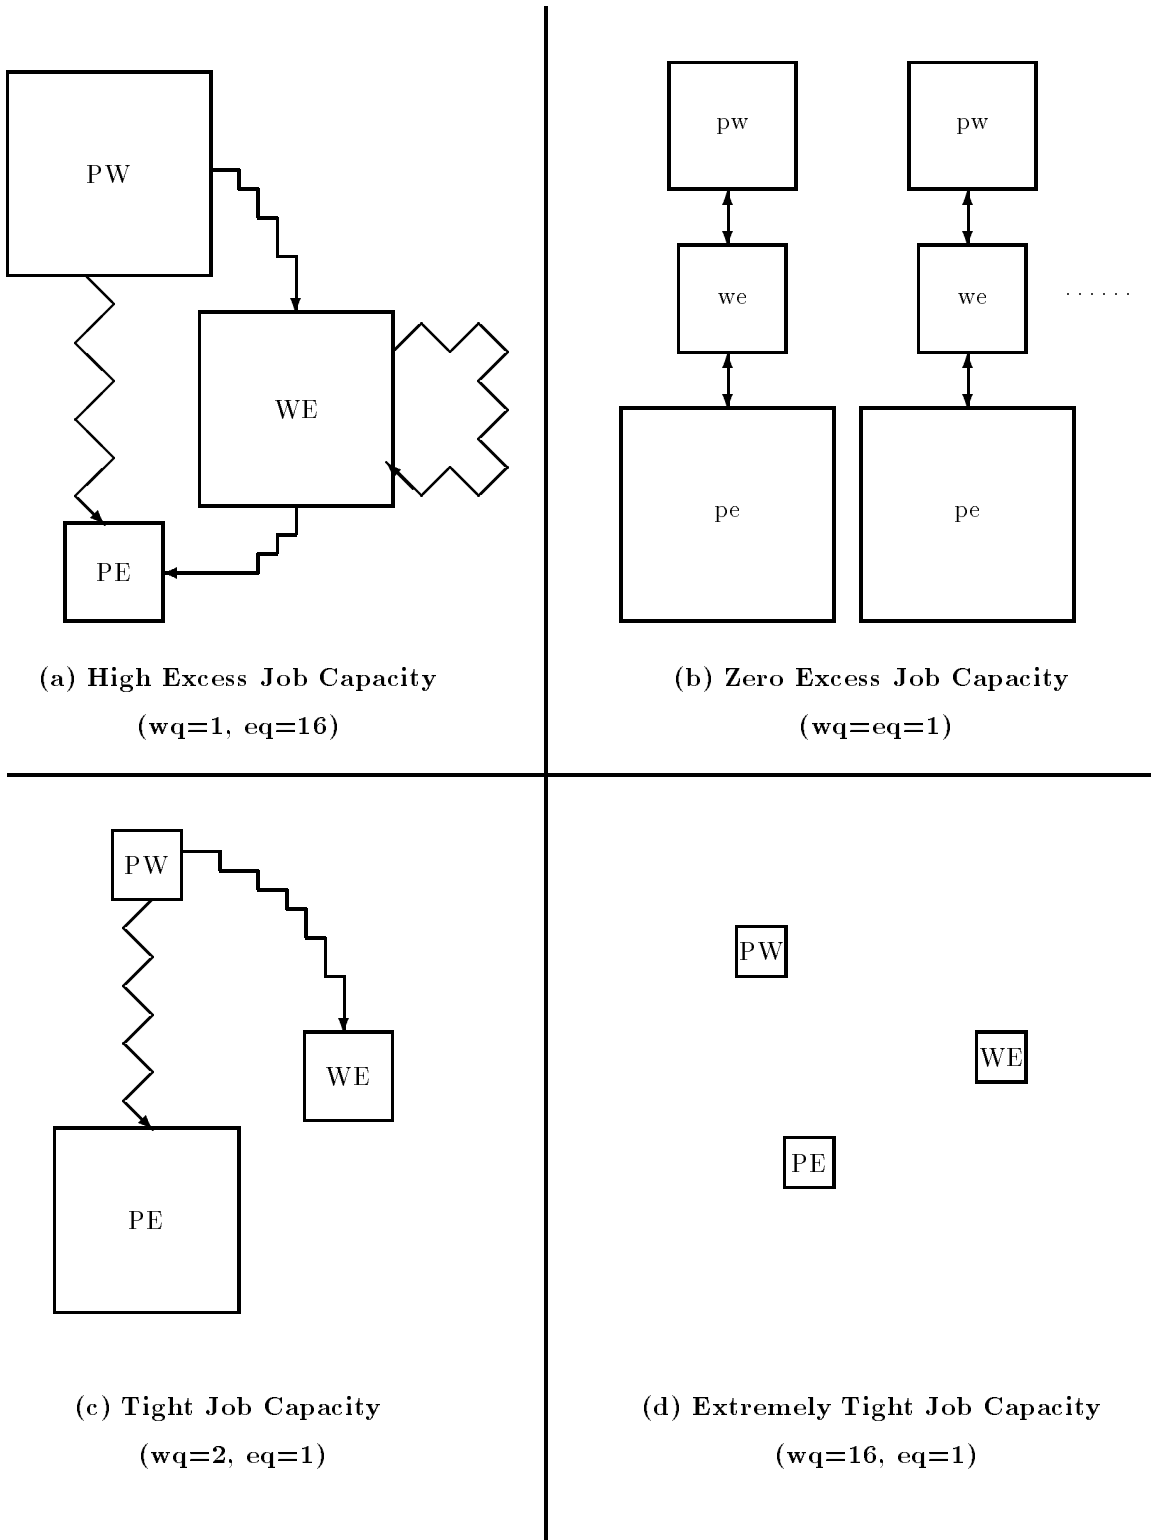 PW
WE
PE
(a) High Excess Job Capacity
(wq=1, eq=16)
pw
pw
we
we
......
pe
pe
(b) Zero Excess Job Capacity
(wq=eq=1)
PW
WE
PE
(c) Tight Job Capacity
(wq=2, eq=1)
PW
WE
PE
(d) Extremely Tight Job Capacity
(wq=16, eq=1)